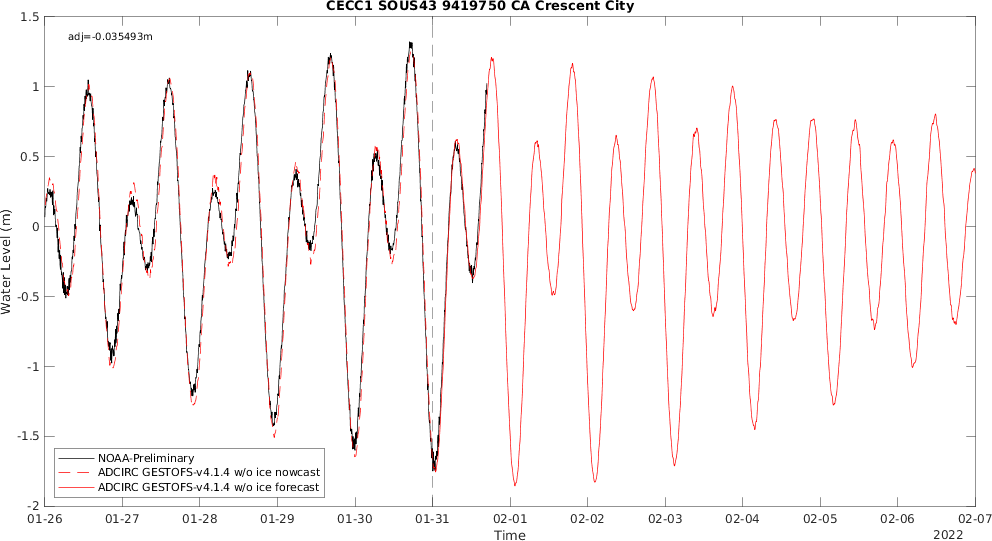 CECC1 SOUS43 9419750 CA Crescent City
adj=-0.035493m
1.5
1
0.5
0
-0.5
-1
-1.5
-2
Water Level (m)
NOAA-Preliminary
ADCIRC GESTOFS-v4.1.4 w/o ice nowcast
ADCIRC GESTOFS-v4.1.4 w/o ice forecast
01-26 01-27 01-28 01-29 01-30 01-31 02-01 02-02 02-03 02-04 02-05 02-06 02-07
Time
2022